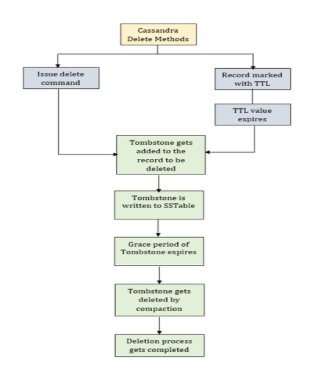 Cassandra
Delete Methods
Issue delete
command
Record marked
with TTL
TTL value
expires
Tombstone gets
added to the
record to be
deleted
Tombstone is
written to SSTable
Grace period of
Tombstone expires
Tombstone gets
deleted by
compaction
Deletion process
gets completed